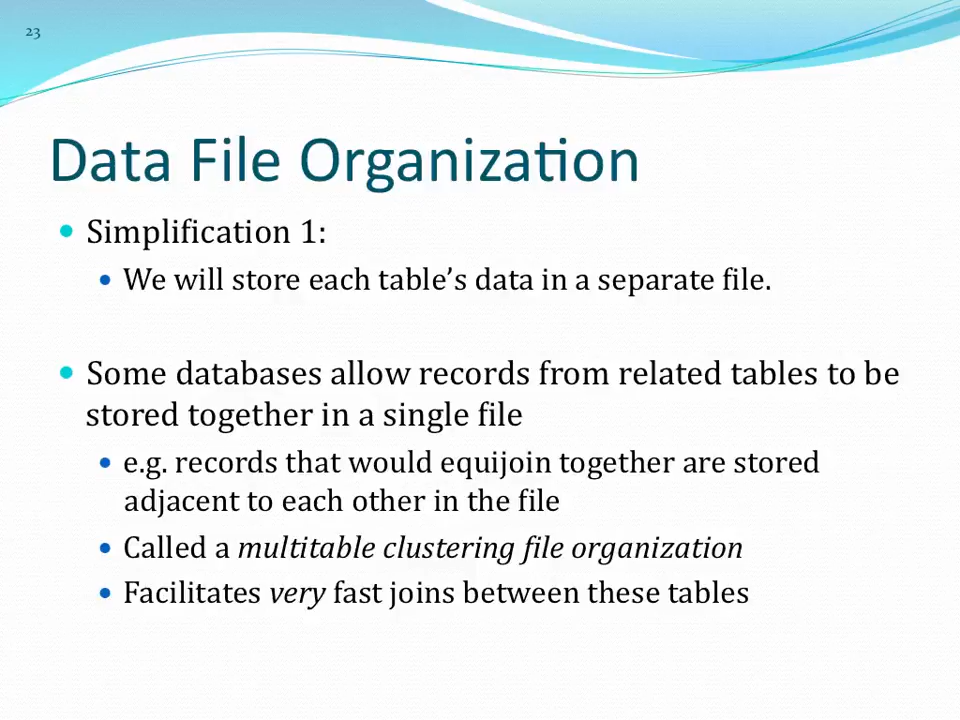 23
Data File Organization
• Simplification 1:
• We will store each table’s data in a separate file.
• Some databases allow records from related tables to be
stored together in a single file
• e.g. records that would equijoin together are stored
adjacent to each other in the file
• Called a multitable clustering file organization
• Facilitates very fast joins between these tables